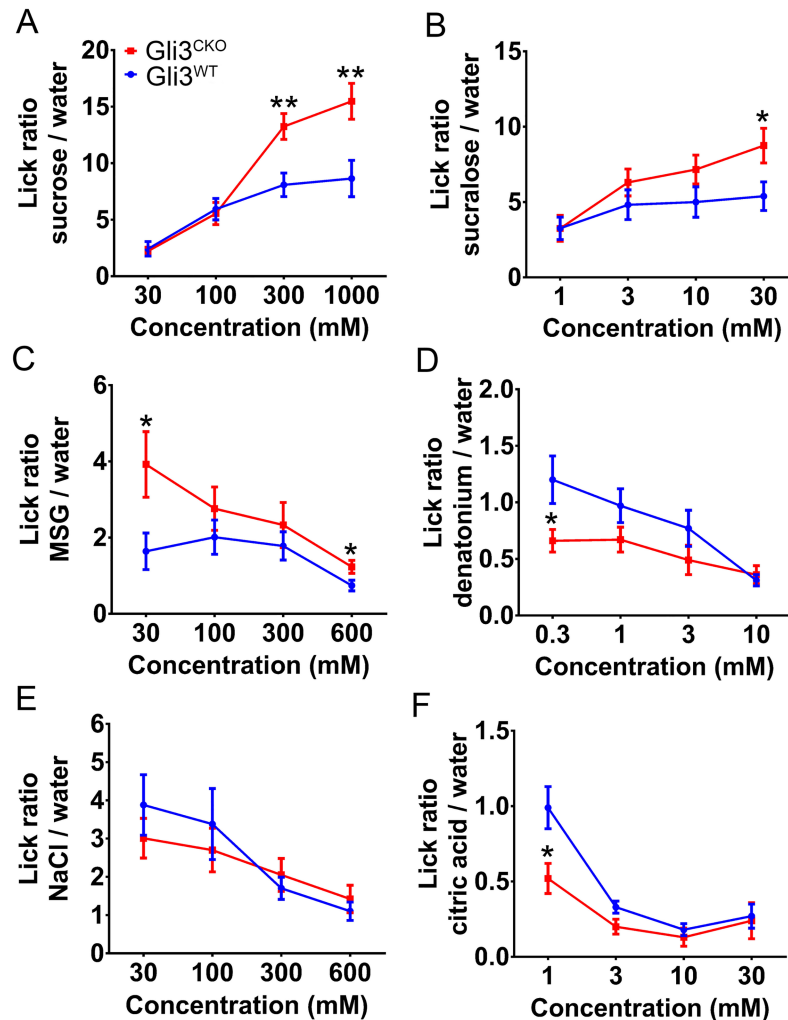 A
Lick ratio
sucrose / water
20
15
10
5
0
Gli3CKO
Gli3WT
**
**
30 100 300 1000
Concentration (mM)
B
Lick ratio
sucralose / water
15
10
5
0
*
1 3 10 30
Concentration (mM)
C
Lick ratio
MSG / water
6
4
2
0
*
*
30 100 300 600
Concentration (mM)
D
Lick ratio
denatonium / water
2.0
1.5
1.0
0.5
0.0
*
0.3 1 3 10
Concentration (mM)
E
Lick ratio
NaCl / water
6
5
4
3
2
1
0
30 100 300 600
Concentration (mM)
F
Lick ratio
citric acid / water
1.5
1.0
0.5
0.0
*
1 3 10 30
Concentration (mM)